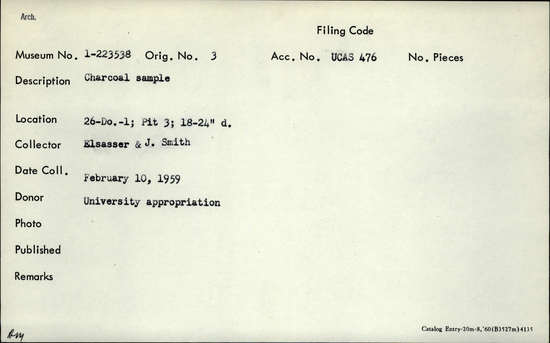 Arch.
Filing Code
Museum No. 1-223538 Orig. No. 3 Acc. No. UCAS 476 No. Pieces
Description Charcoal sample
Location 26-Do.-1; Pit 3; 18-24" d.
Collector Elsasser & J. Smith
Date Coll. February 10, 1959
Donor University appropriation
Photo
Published
Remarks
Catalog Entry-20m-8,'60(B3527m)4115